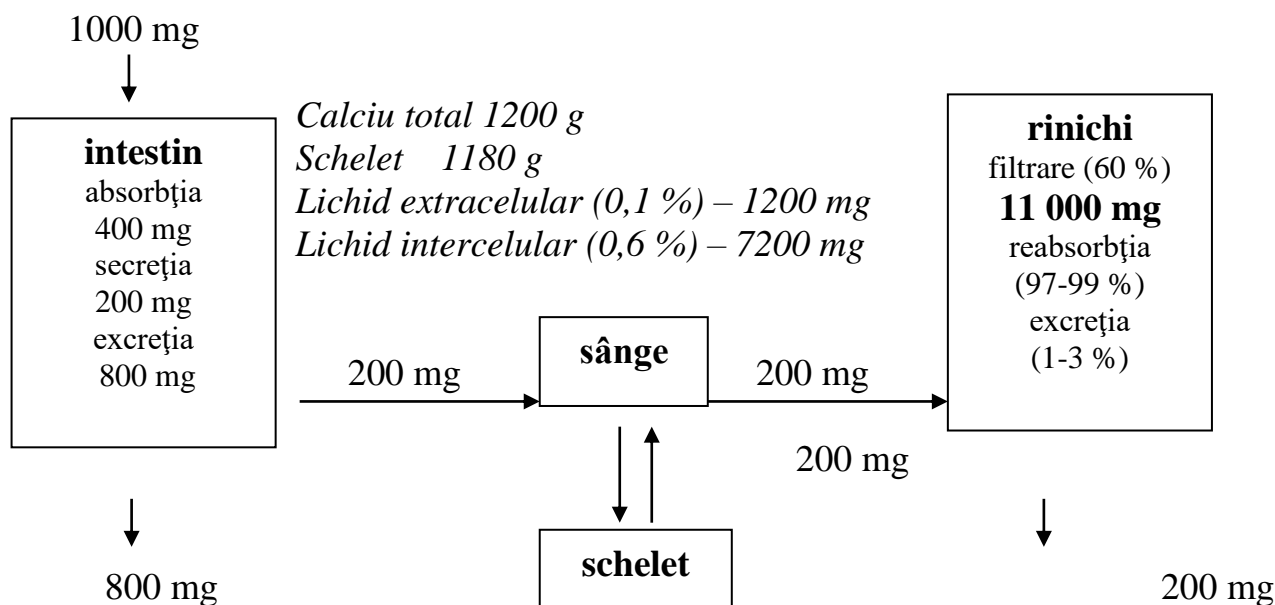 1000 mg
intestin
absorbţia
400 mg
secreţia
200 mg
excreţia
800 mg
Calciu total 1200 g
Schelet 1180 g
Lichid extracelular (0,1 %) – 1200 mg
Lichid intercelular (0,6 %) – 7200 mg
rinichi
filtrare (60 %)
11 000 mg
reabsorbţia
(97-99 %)
excreţia
(1-3 %)
200 mg
sânge
200 mg
200 mg
schelet
800 mg
200 mg